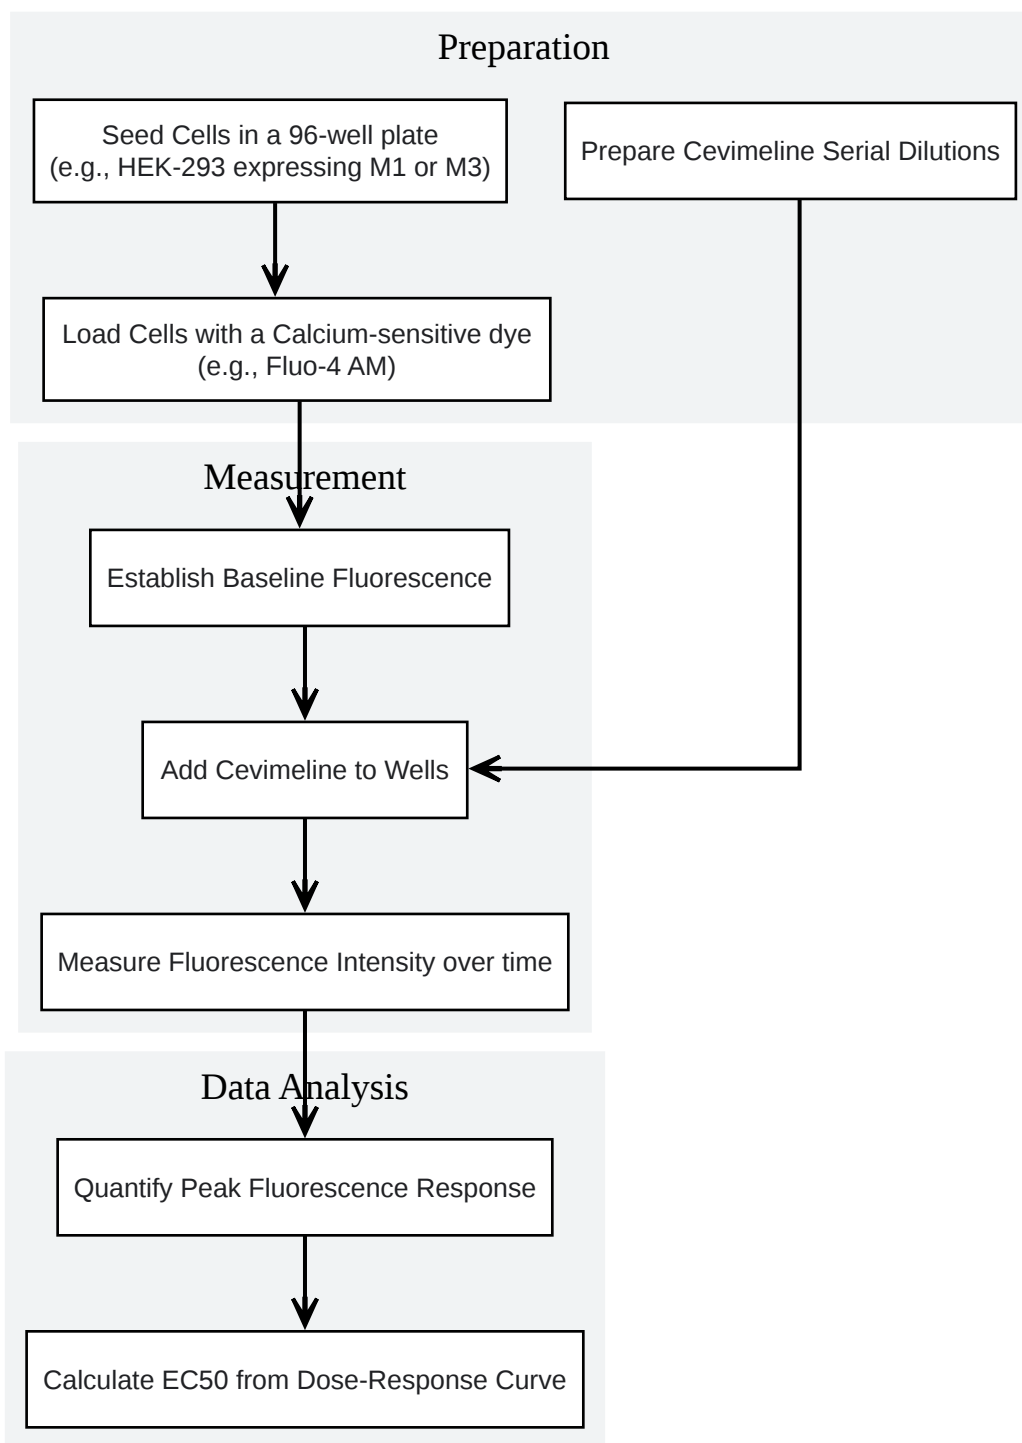 Preparation
Seed Cells in a 96-well plate
(e.g., HEK-293 expressing M1 or M3)
Prepare Cevimeline Serial Dilutions
Load Cells with a Calcium-sensitive dye
(e.g., Fluo-4 AM)
Measurement
Establish Baseline Fluorescence
Add Cevimeline to Wells
Measure Fluorescence Intensity over time
Data Analysis
Quantify Peak Fluorescence Response
Calculate EC50 from Dose-Response Curve